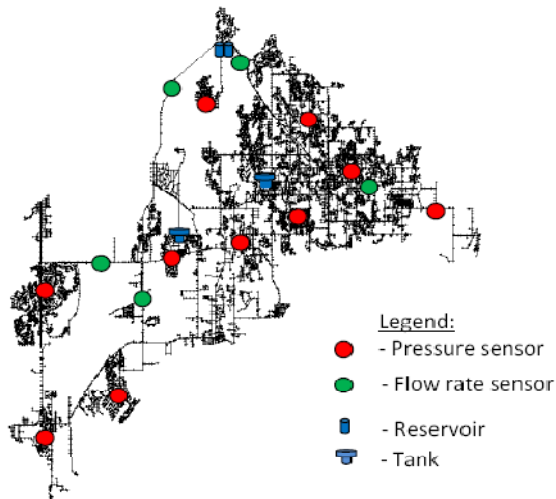 Legend:
- Pressure sensor
- Flow rate sensor
- Reservoir
- Tank